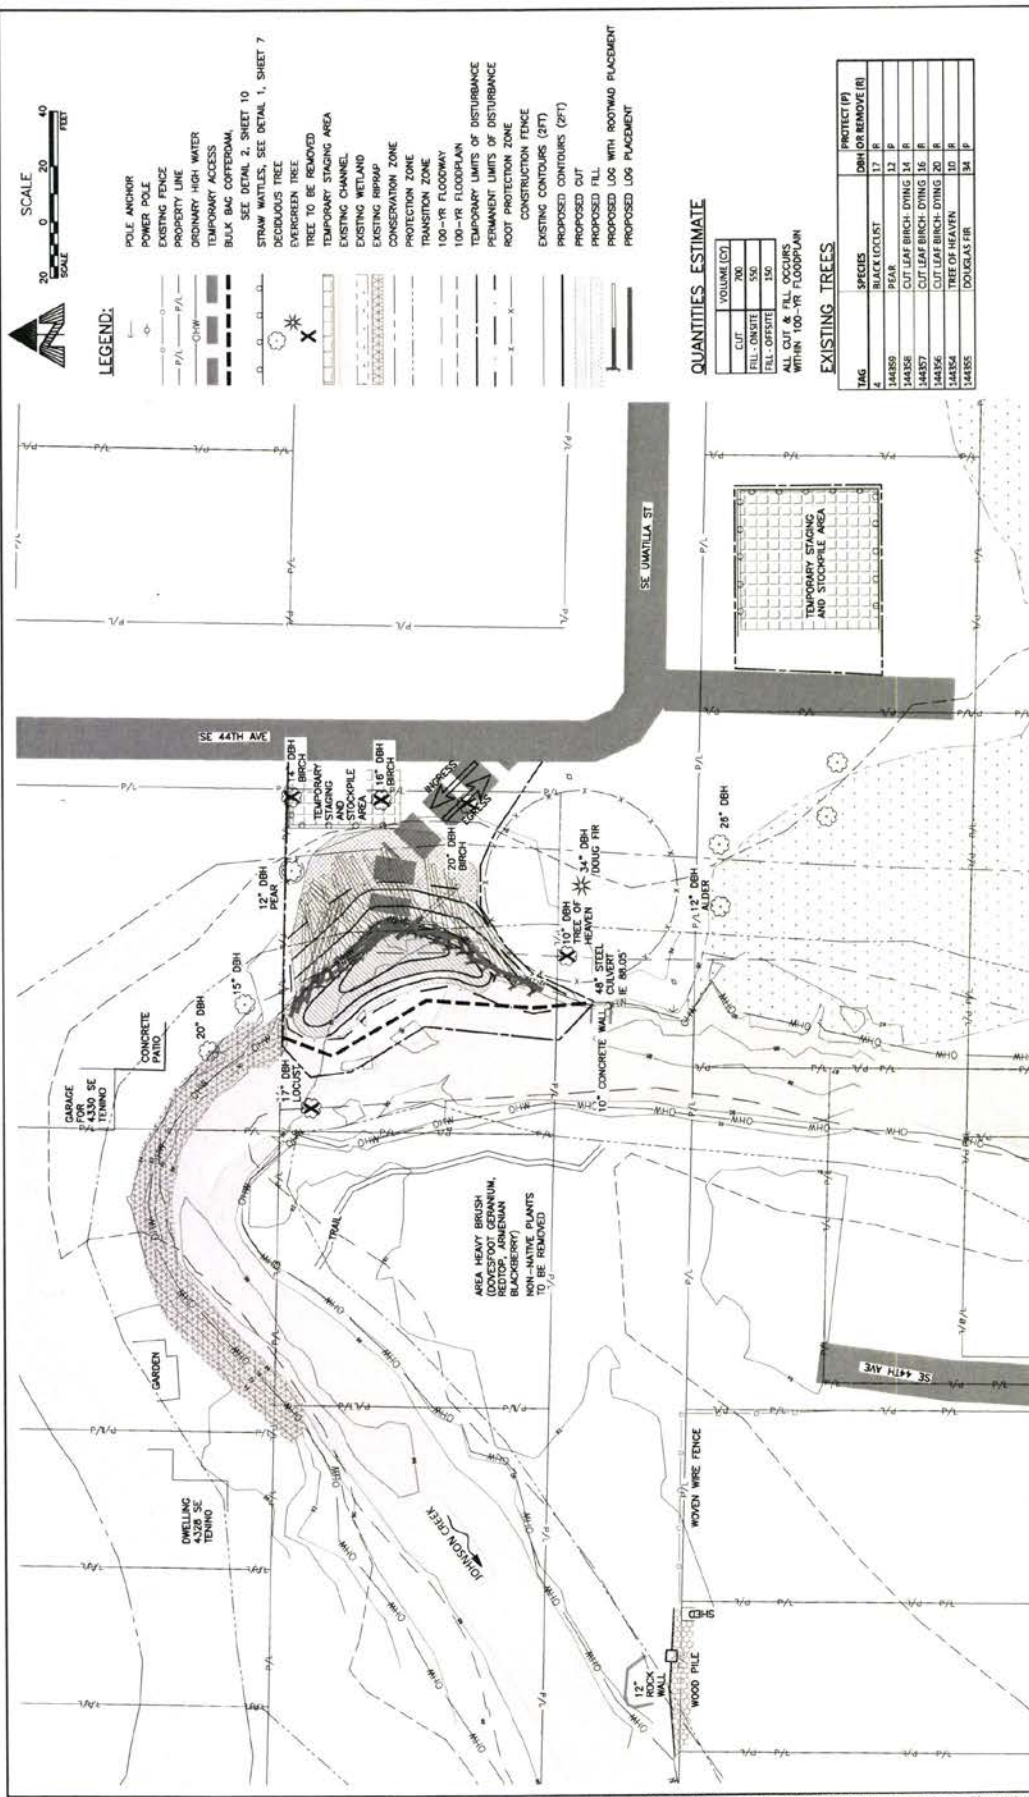 SCALE
20 0 20 40
SCALE FEET
LEGEND:
POLE ANCHOR
POWER POLE
EXISTING FENCE
P/L PROPERTY LINE
OHW ORDINARY HIGH WATER
TEMPORARY ACCESS
BULK BAG COFFERDAM,
SEE DETAIL 2, SHEET 10
STRAW WATTLES, SEE DETAIL 1, SHEET 7
DECIDUOUS TREE
EVERGREEN TREE
TREE TO BE REMOVED
TEMPORARY STAGING AREA
EXISTING CHANNEL
EXISTING WETLAND
EXISTING RIPRAP
CONSERVATION ZONE
PROTECTION ZONE
TRANSITION ZONE
100-YR FLOODWAY
100-YR FLOODPLAIN
TEMPORARY LIMITS OF DISTURBANCE
PERMANENT LIMITS OF DISTURBANCE
ROOT PROTECTION ZONE
CONSTRUCTION FENCE
EXISTING CONTOURS (2FT)
PROPOSED CONTOURS (2FT)
PROPOSED CUT
PROPOSED FILL
PROPOSED LOG WITH ROOTWAD PLACEMENT
PROPOSED LOG PLACEMENT
QUANTITIES ESTIMATE
VOLUME (CY)
CUT 700
FILL - ONSITE 550
FILL - OFFSITE 150
ALL CUT & FILL OCCURS
WITHIN 100-YR FLOODPLAIN
EXISTING TREES
TAG SPECIES DBH PROTECT (P) OR REMOVE (R)
4 BLACK LOCUST 17 R
144359 PEAR 12 P
144358 CUT LEAF BIRCH- DYING 14 R
144357 CUT LEAF BIRCH- DYING 16 R
144356 CUT LEAF BIRCH- DYING 20 R
144354 TREE OF HEAVEN 10 R
144355 DOUGLAS FIR 34 P
SE 44TH AVE
SE UMATILLA ST
TEMPORARY STAGING
AND STOCKPILE AREA
14" DBH
BIRCH
TEMPORARY
STAGING
AND
STOCKPILE
AREA
16" DBH
BIRCH
INGRESS
EGRESS
12" DBH
PEAR
20" DBH
BIRCH
34" DBH
DOUG FIR
10" DBH
TREE OF
HEAVEN
12" DBH
ALDER
26" DBH
48" STEEL
CULVERT
IE 88.05'
10" CONCRETE WALL
15" DBH
20" DBH
17" DBH
LOCUST
CONCRETE
PATIO
GARAGE
FOR
4330 SE
TENINO
TRAIL
AREA HEAVY BRUSH
(DOVESFOOT GERANIUM,
REDTOP, ARMENIAN
BLACKBERRY)
NON-NATIVE PLANTS
TO BE REMOVED
GARDEN
DWELLING
4328 SE
TENINO
JOHNSON CREEK
SE 44TH AVE
WOVEN WIRE FENCE
SHED
12"
ROCK
WALL
WOOD PILE